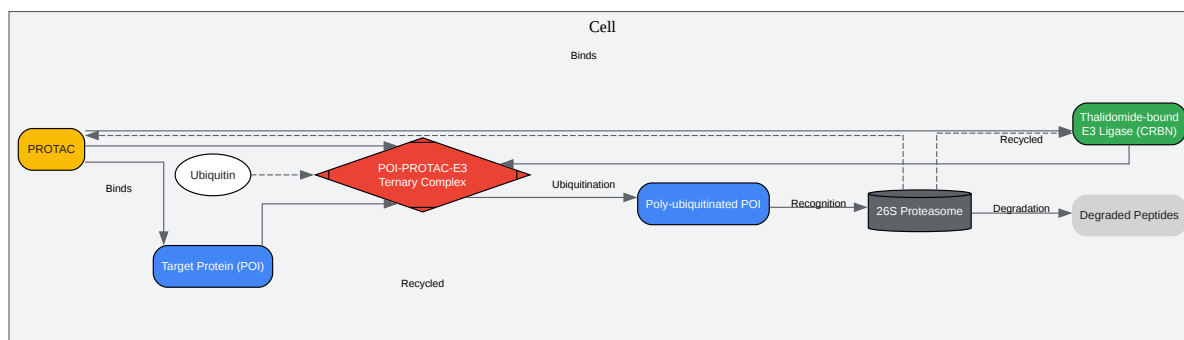 Cell
Binds
Thalidomide-bound
E3 Ligase (CRBN)
Recycled
PROTAC
POI-PROTAC-E3
Ternary Complex
Ubiquitin
Binds
Ubiquitination
Poly-ubiquitinated POI
Recognition
26S Proteasome
Degradation
Degraded Peptides
Target Protein (POI)
Recycled